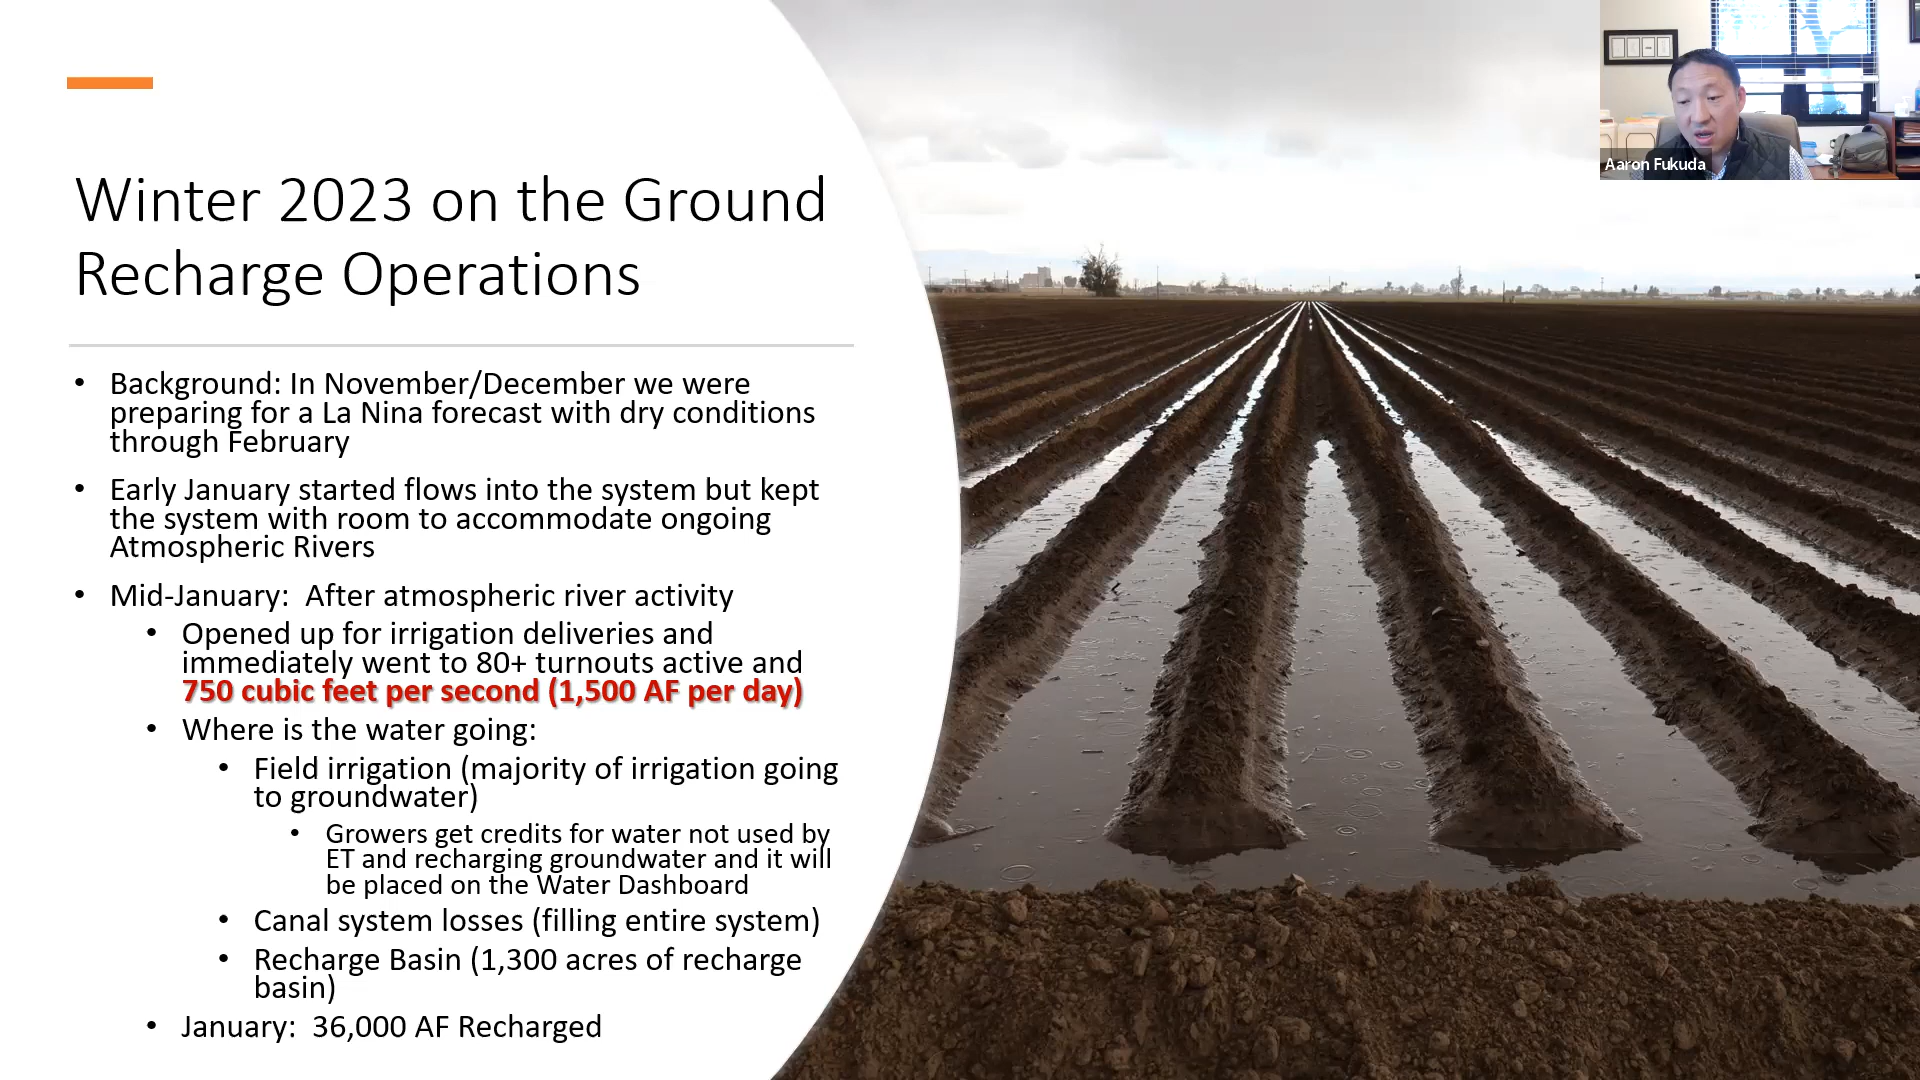 Winter 2023 on the Ground
Recharge Operations
• Background: In November/December we were
preparing for a La Nina forecast with dry conditions
through February
• Early January started flows into the system but kept
the system with room to accommodate ongoing
Atmospheric Rivers
• Mid-January:  After atmospheric river activity
• Opened up for irrigation deliveries and
immediately went to 80+ turnouts active and
750 cubic feet per second (1,500 AF per day)
• Where is the water going:
• Field irrigation (majority of irrigation going
to groundwater)
• Growers get credits for water not used by
ET and recharging groundwater and it will
be placed on the Water Dashboard
• Canal system losses (filling entire system)
• Recharge Basin (1,300 acres of recharge
basin)
• January:  36,000 AF Recharged
Aaron Fukuda